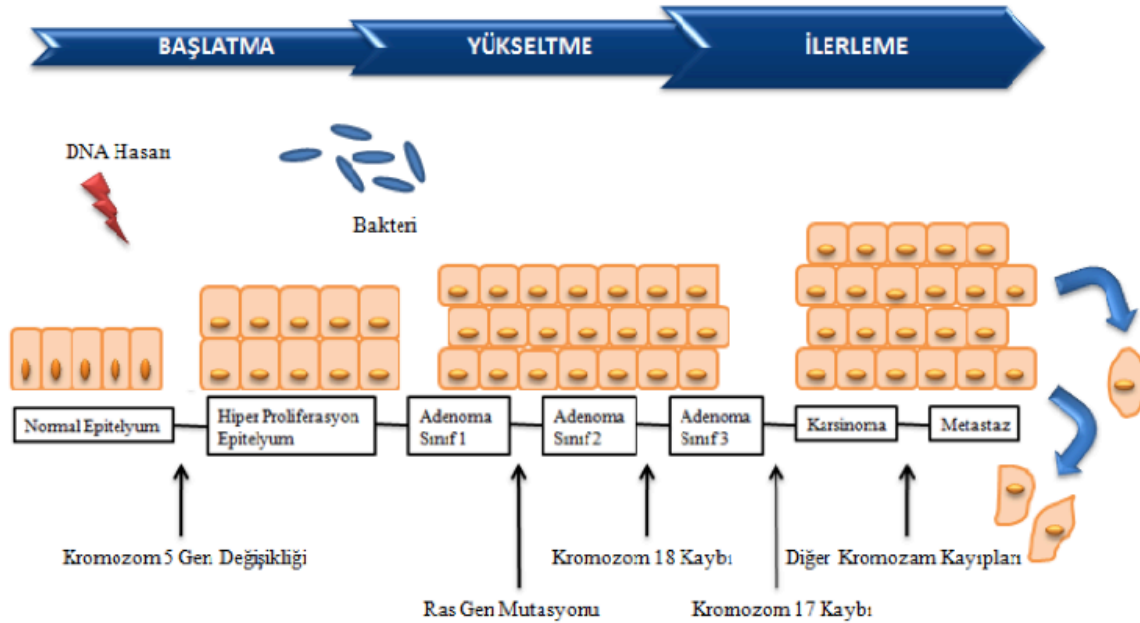 BAŞLATMA
YÜKSELTME
İLERLEME
DNA Hasarı
Bakteri
Normal Epitelyum
Hiper Proliferasyon
Epitelyum
Adenoma
Sınıf 1
Adenoma
Sınıf 2
Adenoma
Sınıf 3
Karsinoma
Metastaz
Kromozom 5 Gen Değişikliği
Kromozom 18 Kaybı
Diğer Kromozam Kayıpları
Ras Gen Mutasyonu
Kromozom 17 Kaybı